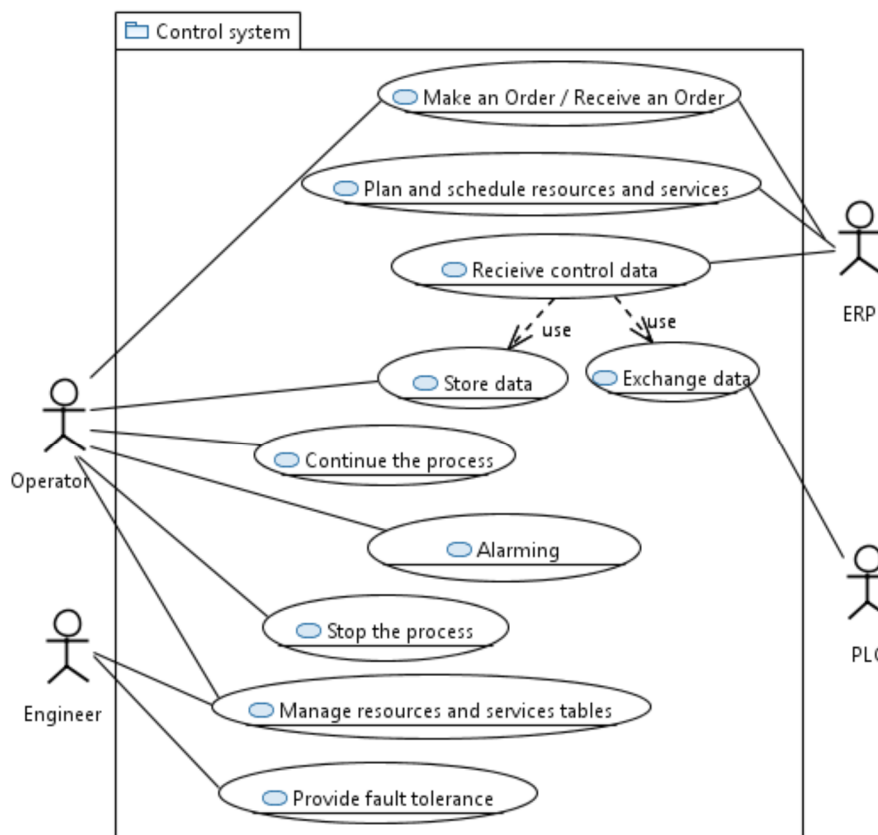 Control system
Make an Order / Receive an Order
Plan and schedule resources and services
Recieive control data
ERP
use
use
Store data
Exchange data
Operator
Continue the process
Alarming
Stop the process
PLC
Engineer
Manage resources and services tables
Provide fault tolerance